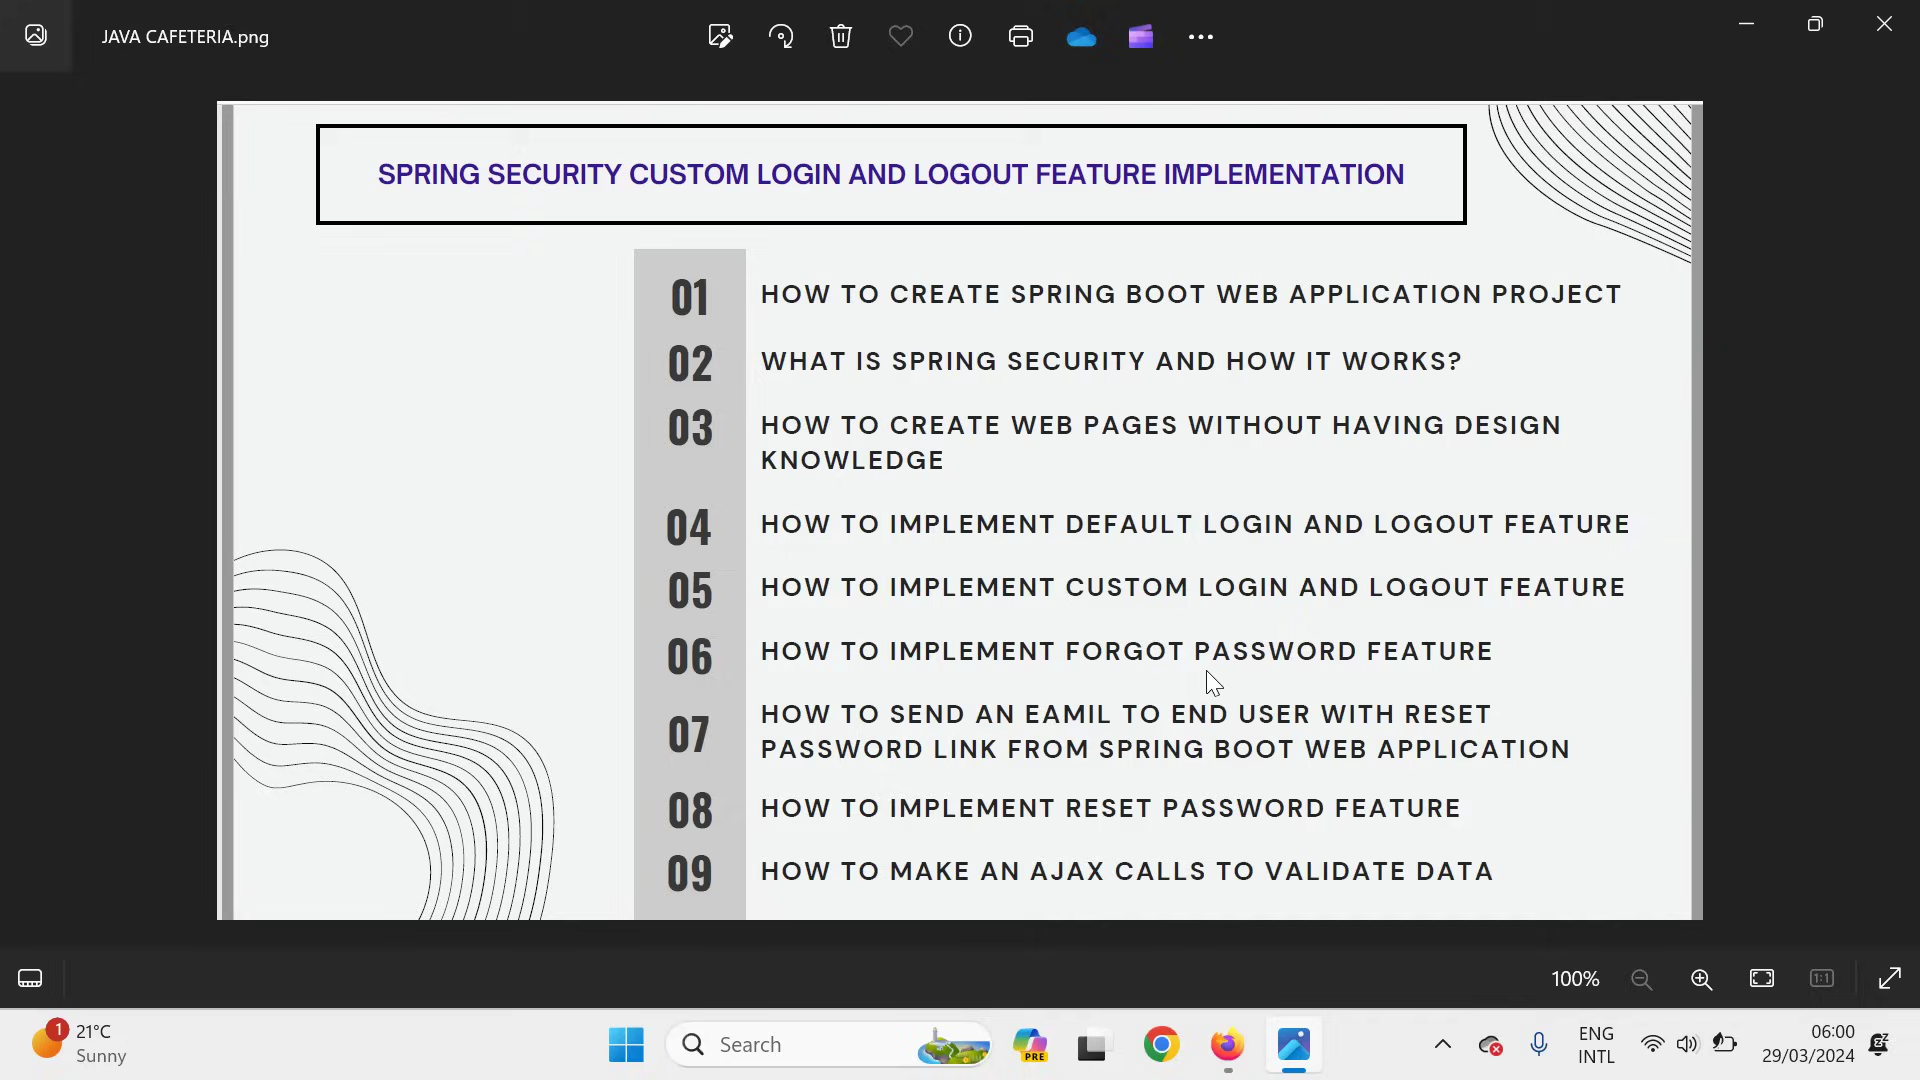 JAVA CAFETERIA.png
SPRING SECURITY CUSTOM LOGIN AND LOGOUT FEATURE IMPLEMENTATION
01 HOW TO CREATE SPRING BOOT WEB APPLICATION PROJECT
02 WHAT IS SPRING SECURITY AND HOW IT WORKS?
03 HOW TO CREATE WEB PAGES WITHOUT HAVING DESIGN
KNOWLEDGE
04 HOW TO IMPLEMENT DEFAULT LOGIN AND LOGOUT FEATURE
05 HOW TO IMPLEMENT CUSTOM LOGIN AND LOGOUT FEATURE
06 HOW TO IMPLEMENT FORGOT PASSWORD FEATURE
07 HOW TO SEND AN EAMIL TO END USER WITH RESET
PASSWORD LINK FROM SPRING BOOT WEB APPLICATION
08 HOW TO IMPLEMENT RESET PASSWORD FEATURE
09 HOW TO MAKE AN AJAX CALLS TO VALIDATE DATA
100% 1:1
1 21°C
Sunny
Search
PRE
ENG
INTL
06:00
29/03/2024